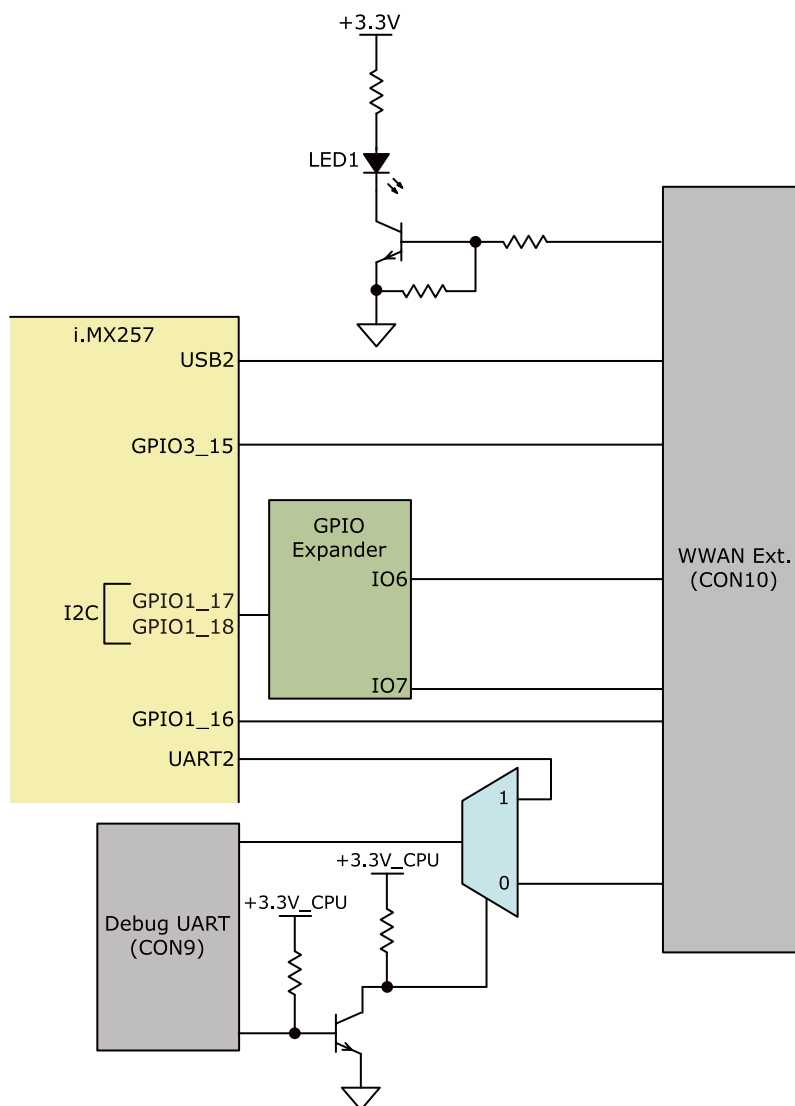 +3.3V
LED1
i.MX257
USB2
GPIO3_15
GPIO
Expander
IO6
WWAN Ext.
(CON10)
I2C
GPIO1_17
GPIO1_18
IO7
GPIO1_16
UART2
1
+3.3V_CPU
0
+3.3V_CPU
Debug UART
(CON9)